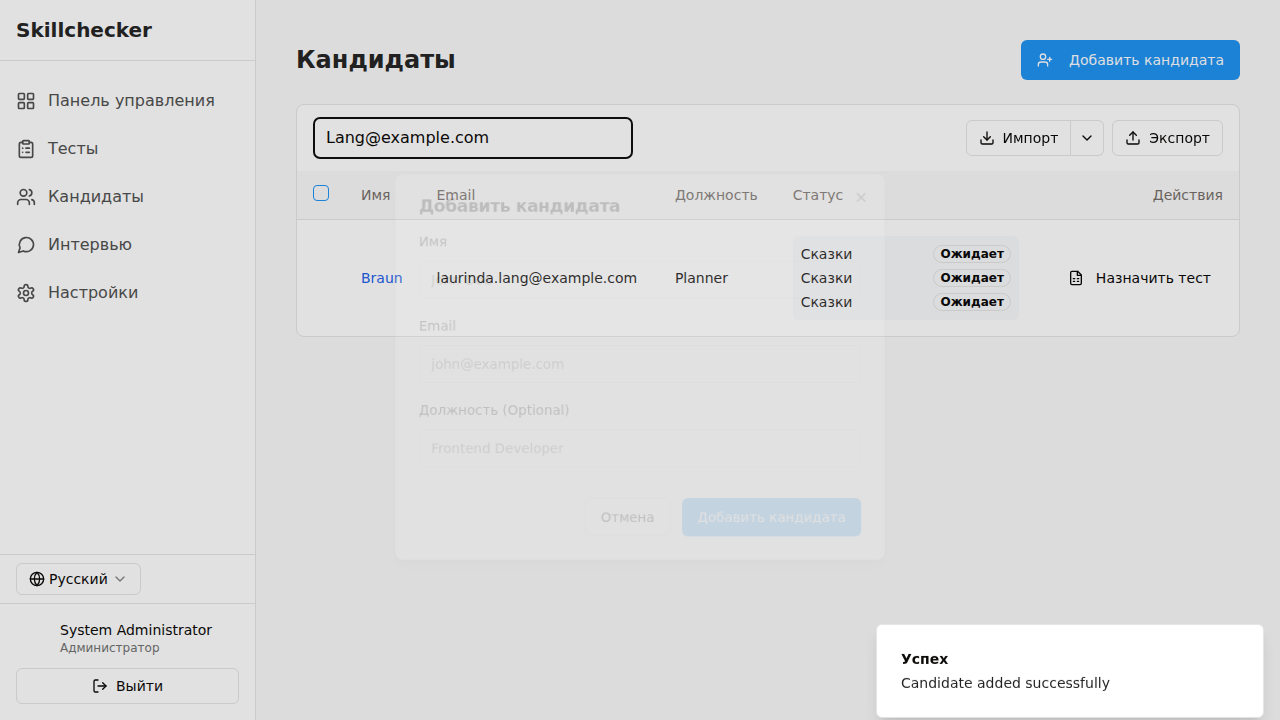 Skillchecker
Панель управления
Тесты
Кандидаты
Интервью
Настройки
Русский
System Administrator
Администратор
Выйти
Кандидаты
Добавить кандидата
Lang@example.com
Импорт
Экспорт
Имя Email Должность Статус Действия
Braun laurinda.lang@example.com Planner
Сказки Ожидает
Сказки Ожидает
Сказки Ожидает
Назначить тест
Добавить кандидата
Имя
Email
john@example.com
Должность (Optional)
Frontend Developer
Отмена
Добавить кандидата
Успех
Candidate added successfully